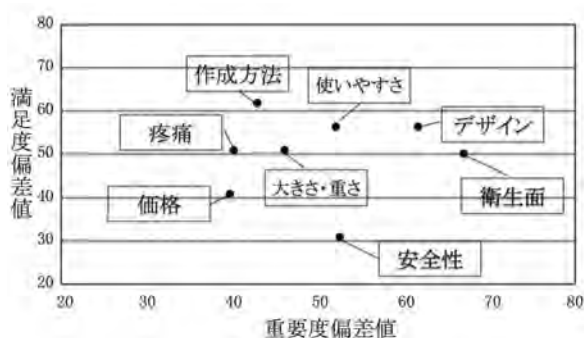 満足度偏差値
80
70
60
50
40
30
20
作成方法
使いやすさ
デザイン
疼痛
大きさ・重さ
衛生面
価格
安全性
20 30 40 50 60 70 80
重要度偏差値